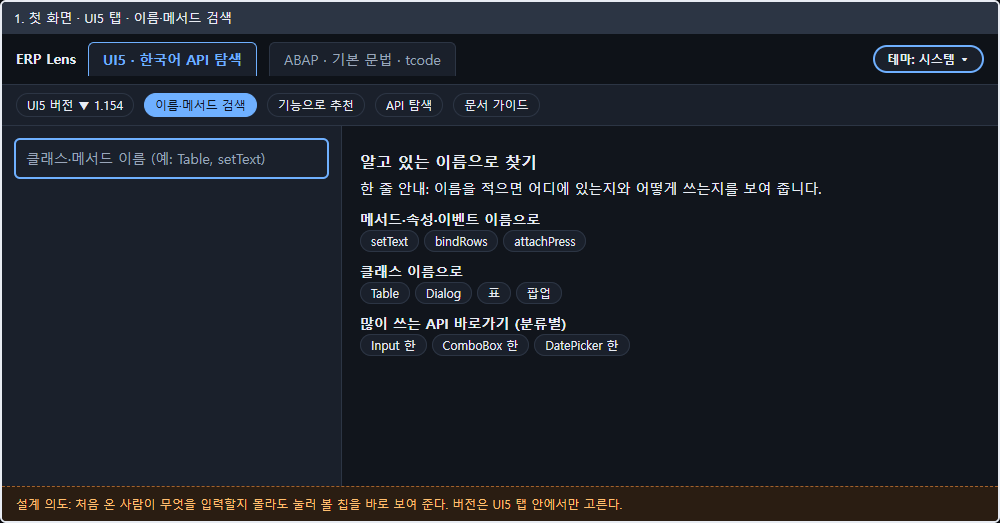 1. 첫 화면 · UI5 탭 · 이름·메서드 검색
ERP Lens UI5 · 한국어 API 탐색 ABAP · 기본 문법 · tcode 테마: 시스템
UI5 버전 ▼ 1.154 이름·메서드 검색 기능으로 추천 API 탐색 문서 가이드
클래스·메서드 이름 (예: Table, setText)
알고 있는 이름으로 찾기
한 줄 안내: 이름을 적으면 어디에 있는지와 어떻게 쓰는지를 보여 줍니다.
메서드·속성·이벤트 이름으로
setText bindRows attachPress
클래스 이름으로
Table Dialog 표 팝업
많이 쓰는 API 바로가기 (분류별)
Input 한 ComboBox 한 DatePicker 한
설계 의도: 처음 온 사람이 무엇을 입력할지 몰라도 눌러 볼 칩을 바로 보여 준다. 버전은 UI5 탭 안에서만 고른다.